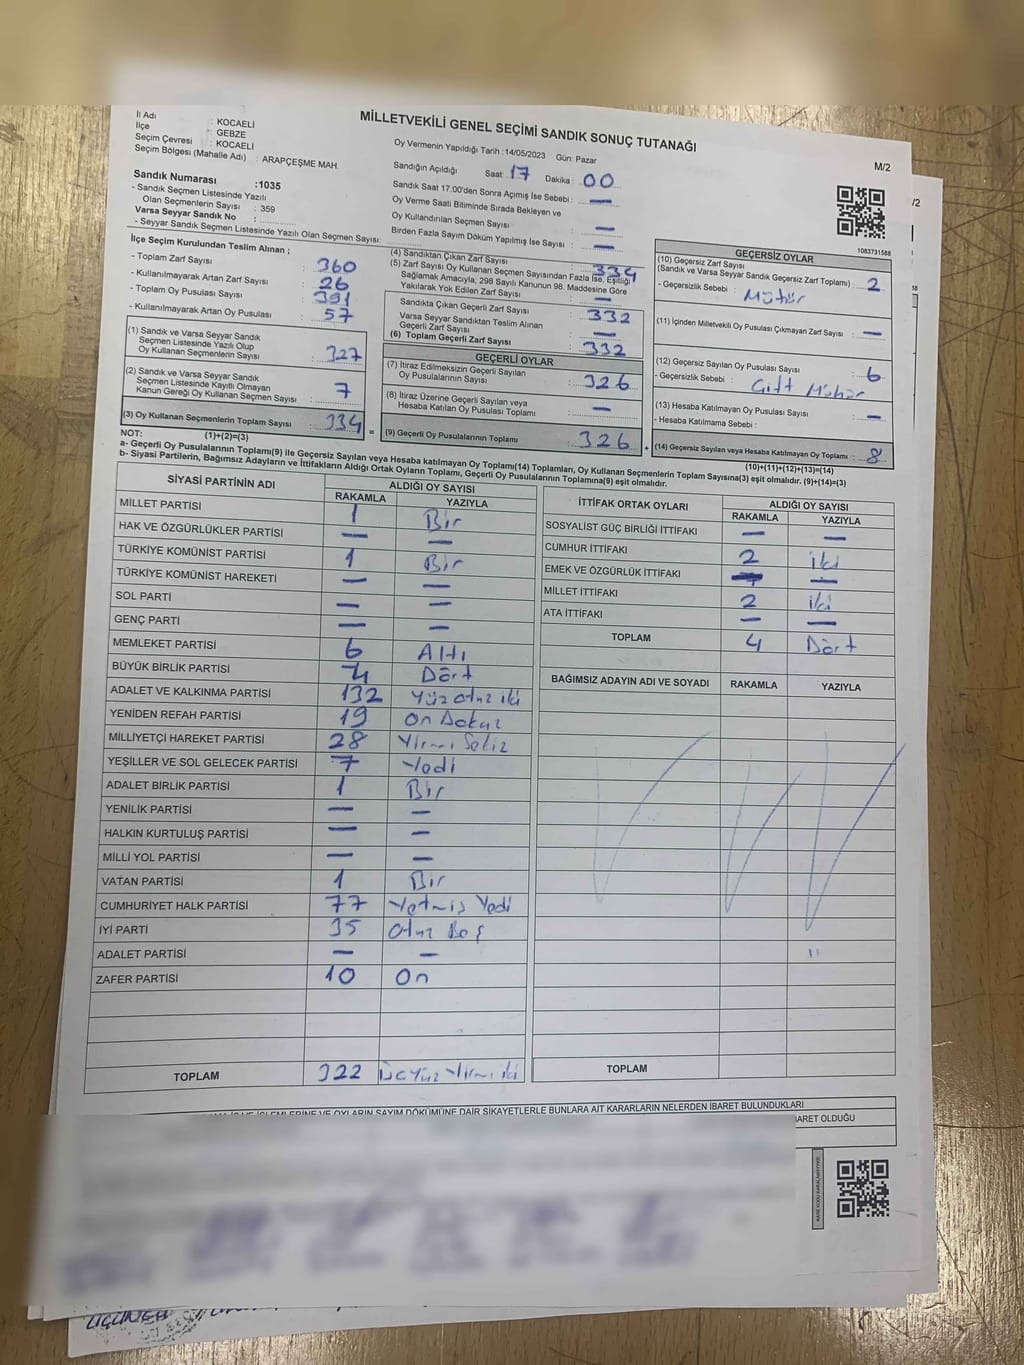 İl Adı : KOCAELİ
İlçe : GEBZE
Seçim Çevresi : KOCAELİ
Seçim Bölgesi (Mahalle Adı) : ARAPÇEŞME MAH.
MİLLETVEKİLİ GENEL SEÇİMİ SANDIK SONUÇ TUTANAĞI
Oy Vermenin Yapıldığı Tarih :14/05/2023 Gün: Pazar
M/2
/2
Sandık Numarası :1035
- Sandık Seçmen Listesinde Yazılı
Olan Seçmenlerin Sayısı : 359
Varsa Seyyar Sandık No :
- Seyyar Sandık Seçmen Listesinde Yazılı Olan Seçmen Sayısı:
Sandığın Açıldığı Saat: 17 Dakika: 00
Sandık Saat 17.00'den Sonra Açımış İse Sebebi : —
Oy Verme Saati Bitiminde Sırada Bekleyen ve
Oy Kullandırılan Seçmen Sayısı : —
Birden Fazla Sayım Döküm Yapılmış İse Sayısı : —
1083731588
İlçe Seçim Kurulundan Teslim Alınan ;
- Toplam Zarf Sayısı : 360
- Kullanılmayarak Artan Zarf Sayısı : 26
- Toplam Oy Pusulası Sayısı : 391
- Kullanılmayarak Artan Oy Pusulası : 57
(1) Sandık ve Varsa Seyyar Sandık
Seçmen Listesinde Yazılı Olup
Oy Kullanan Seçmenlerin Sayısı : 327
(2) Sandık ve Varsa Seyyar Sandık
Seçmen Listesinde Kayıtlı Olmayan
Kanun Gereği Oy Kullanan Seçmen Sayısı : 7
(3) Oy Kullanan Seçmenlerin Toplam Sayısı : 334
(4) Sandıktan Çıkan Zarf Sayısı : 334
(5) Zarf Sayısı Oy Kullanan Seçmen Sayısından Fazla İse, Eşitliği
Sağlamak Amacıyla; 298 Sayılı Kanunun 98. Maddesine Göre
Yakılarak Yok Edilen Zarf Sayısı : —
Sandıkta Çıkan Geçerli Zarf Sayısı : 332
Varsa Seyyar Sandıktan Teslim Alınan
Geçerli Zarf Sayısı : —
(6) Toplam Geçerli Zarf Sayısı : 332
GEÇERLİ OYLAR
(7) İtiraz Edilmeksizin Geçerli Sayılan
Oy Pusulalarının Sayısı : 326
(8) İtiraz Üzerine Geçerli Sayılan veya
Hesaba Katılan Oy Pusulası Toplamı : —
= (9) Geçerli Oy Pusulalarının Toplamı : 326 +
GEÇERSİZ OYLAR
(10) Geçersiz Zarf Sayısı
(Sandık ve Varsa Seyyar Sandık Geçersiz Zarf Toplamı) : 2
- Geçersizlik Sebebi : Mühür
(11) İçinden Milletvekili Oy Pusulası Çıkmayan Zarf Sayısı : —
(12) Geçersiz Sayılan Oy Pusulası Sayısı : 6
- Geçersizlik Sebebi : Çift Mühür
(13) Hesaba Katılmayan Oy Pusulası Sayısı : —
- Hesaba Katılmama Sebebi :
(14) Geçersiz Sayılan veya Hesaba Katılmayan Oy Toplamı : 8
NOT: (1)+(2)=(3)
(10)+(11)+(12)+(13)=(14)
a- Geçerli Oy Pusulalarının Toplamı(9) ile Geçersiz Sayılan veya Hesaba katılmayan Oy Toplamı(14) Toplamları, Oy Kullanan Seçmenlerin Toplam Sayısına(3) eşit olmalıdır. (9)+(14)=(3)
b- Siyasi Partilerin, Bağımsız Adayların ve İttifakların Aldığı Ortak Oyların Toplamı, Geçerli Oy Pusulalarının Toplamına(9) eşit olmalıdır.
SİYASİ PARTİNİN ADI ALDIĞI OY SAYISI
RAKAMLA YAZIYLA
MİLLET PARTİSİ 1 Bir
HAK VE ÖZGÜRLÜKLER PARTİSİ — —
TÜRKİYE KOMÜNİST PARTİSİ 1 Bir
TÜRKİYE KOMÜNİST HAREKETİ — —
SOL PARTİ — —
GENÇ PARTİ — —
MEMLEKET PARTİSİ 6 Altı
BÜYÜK BİRLİK PARTİSİ 4 Dört
ADALET VE KALKINMA PARTİSİ 132 Yüz otuz iki
YENİDEN REFAH PARTİSİ 19 On Dokuz
MİLLİYETÇİ HAREKET PARTİSİ 28 Yirmi Sekiz
YEŞİLLER VE SOL GELECEK PARTİSİ 7 Yedi
ADALET BİRLİK PARTİSİ 1 Bir
YENİLİK PARTİSİ — —
HALKIN KURTULUŞ PARTİSİ — —
MİLLİ YOL PARTİSİ — —
VATAN PARTİSİ 1 Bir
CUMHURİYET HALK PARTİSİ 77 Yetmiş Yedi
İYİ PARTİ 35 Otuz Beş
ADALET PARTİSİ — —
ZAFER PARTİSİ 10 On
TOPLAM 322 Üçyüz Yirmi iki
İTTİFAK ORTAK OYLARI ALDIĞI OY SAYISI
RAKAMLA YAZIYLA
SOSYALİST GÜÇ BİRLİĞİ İTTİFAKI — —
CUMHUR İTTİFAKI 2 iki
EMEK VE ÖZGÜRLÜK İTTİFAKI — —
MİLLET İTTİFAKI 2 iki
ATA İTTİFAKI — —
TOPLAM 4 Dört
BAĞIMSIZ ADAYIN ADI VE SOYADI RAKAMLA YAZIYLA
TOPLAM
İŞLEMLERİNE VE OYLARIN SAYIM DÖKÜMÜNE DAİR ŞİKAYETLERLE BUNLARA AİT KARARLARIN NELERDEN İBARET BULUNDUKLARI
BARET OLDUĞU